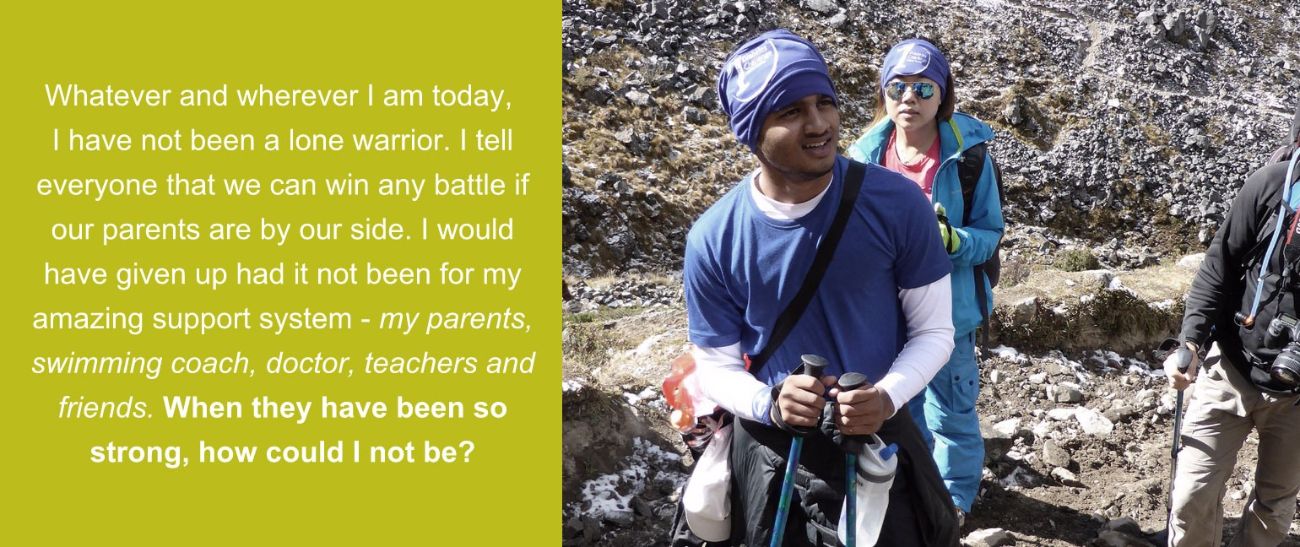 Whatever and wherever I am today,
I have not been a lone warrior. I tell
everyone that we can win any battle if
our parents are by our side. I would
have given up had it not been for my
amazing support system - my parents,
swimming coach, doctor, teachers and
friends. When they have been so
strong, how could I not be?